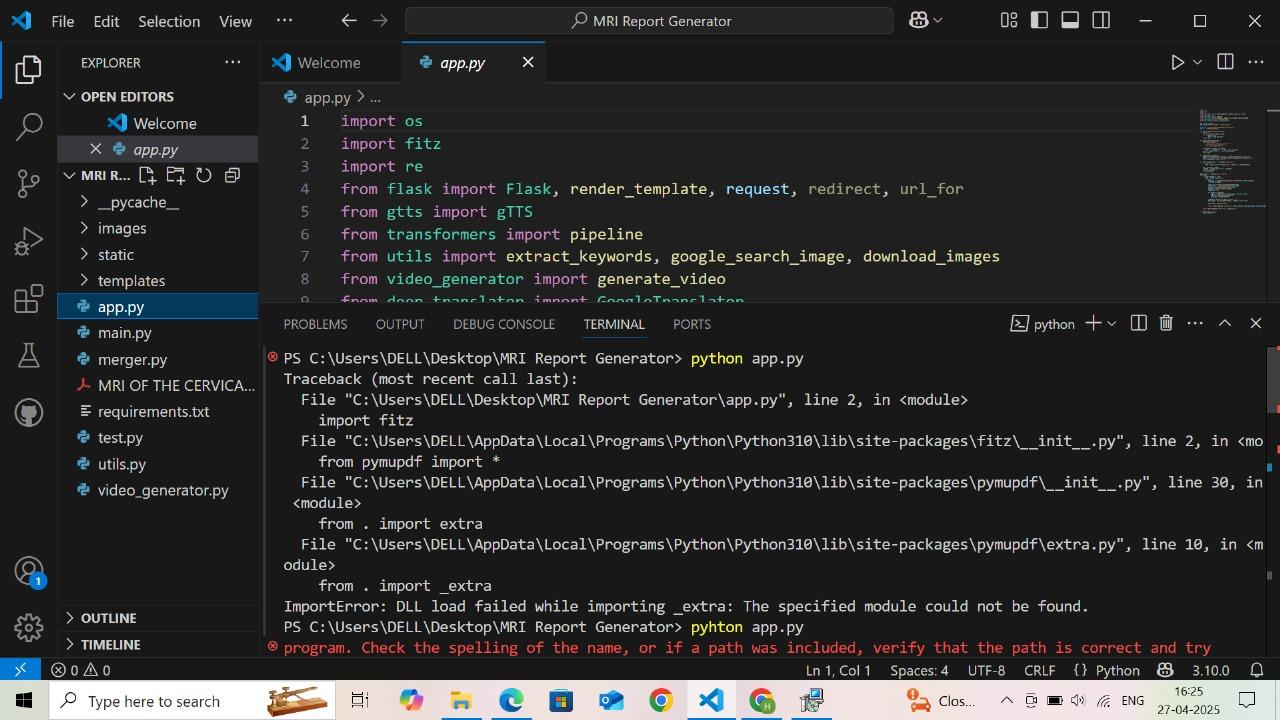 File Edit Selection View ... MRI Report Generator
EXPLORER ...
OPEN EDITORS
Welcome
app.py
MRI R...
__pycache__
images
static
templates
app.py
main.py
merger.py
MRI OF THE CERVICA...
requirements.txt
test.py
utils.py
video_generator.py
1
OUTLINE
TIMELINE
Welcome
app.py
app.py > ...
1 import os
2 import fitz
3 import re
4 from flask import Flask, render_template, request, redirect, url_for
5 from gtts import gTTS
6 from transformers import pipeline
7 from utils import extract_keywords, google_search_image, download_images
8 from video_generator import generate_video
9 from deep_translator import GoogleTranslator
PROBLEMS OUTPUT DEBUG CONSOLE TERMINAL PORTS python
PS C:\Users\DELL\Desktop\MRI Report Generator> python app.py
Traceback (most recent call last):
File "C:\Users\DELL\Desktop\MRI Report Generator\app.py", line 2, in <module>
import fitz
File "C:\Users\DELL\AppData\Local\Programs\Python\Python310\lib\site-packages\fitz\__init__.py", line 2, in <mo
from pymupdf import *
File "C:\Users\DELL\AppData\Local\Programs\Python\Python310\lib\site-packages\pymupdf\__init__.py", line 30, in
<module>
from . import extra
File "C:\Users\DELL\AppData\Local\Programs\Python\Python310\lib\site-packages\pymupdf\extra.py", line 10, in <m
odule>
from . import _extra
ImportError: DLL load failed while importing _extra: The specified module could not be found.
PS C:\Users\DELL\Desktop\MRI Report Generator> pyhton app.py
program. Check the spelling of the name, or if a path was included, verify that the path is correct and try
0 0 Ln 1, Col 1 Spaces: 4 UTF-8 CRLF {} Python 3.10.0
Type here to search Clos... ENG 16:25
27-04-2025